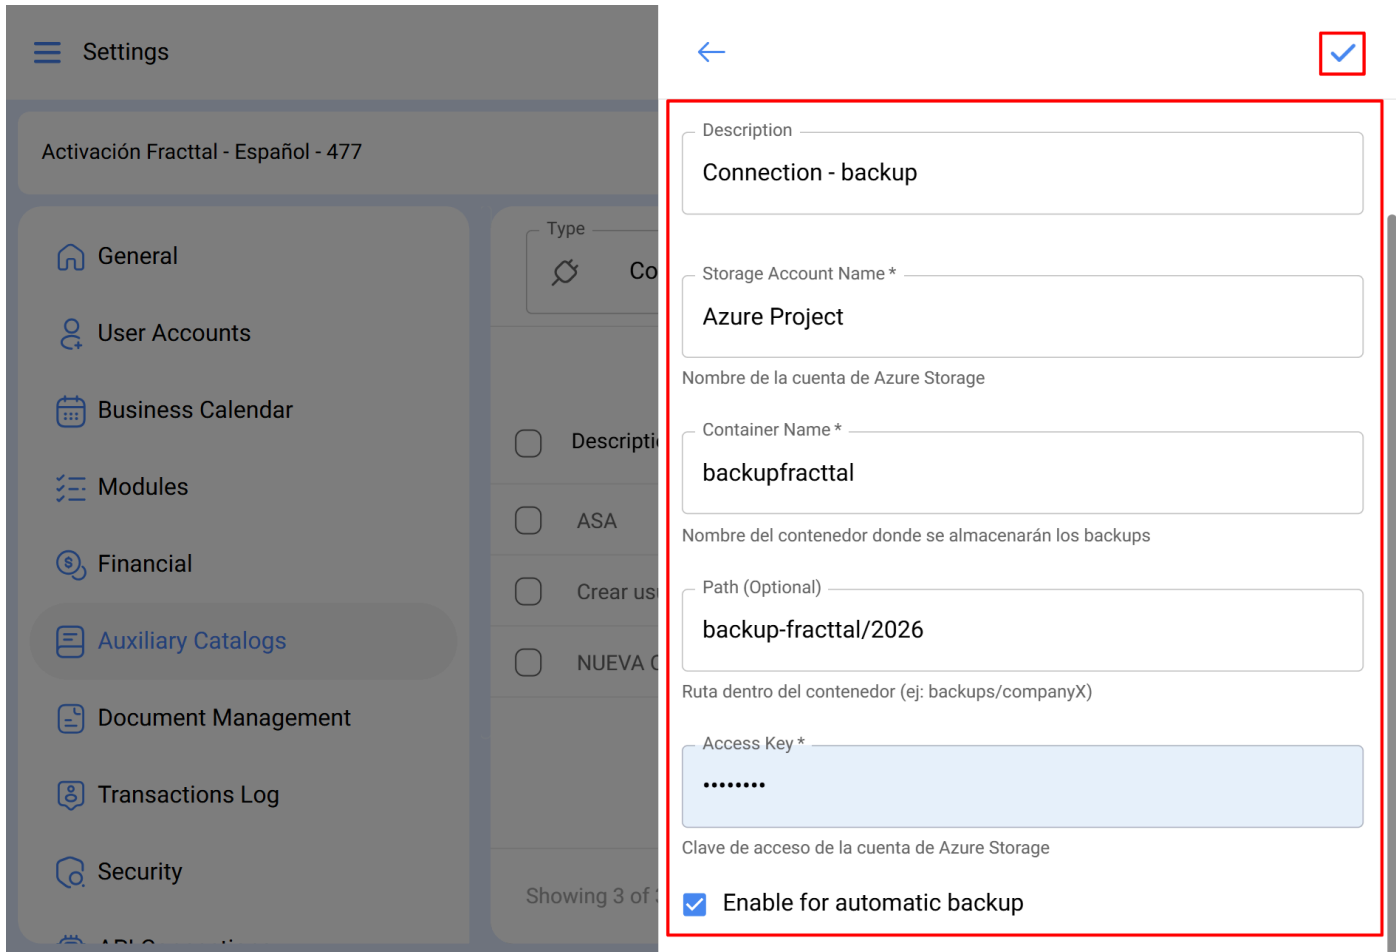 Settings
Activación Fracttal - Español - 477
General
User Accounts
Business Calendar
Modules
Financial
Auxiliary Catalogs
Document Management
Transactions Log
Security
Type
Co
Descripti
ASA
Crear us
NUEVA
Showing 3 of
Description
Connection - backup
Storage Account Name *
Azure Project
Nombre de la cuenta de Azure Storage
Container Name *
backupfracttal
Nombre del contenedor donde se almacenarán los backups
Path (Optional)
backup-fracttal/2026
Ruta dentro del contenedor (ej: backups/companyX)
Access Key *
••••••••
Clave de acceso de la cuenta de Azure Storage
Enable for automatic backup